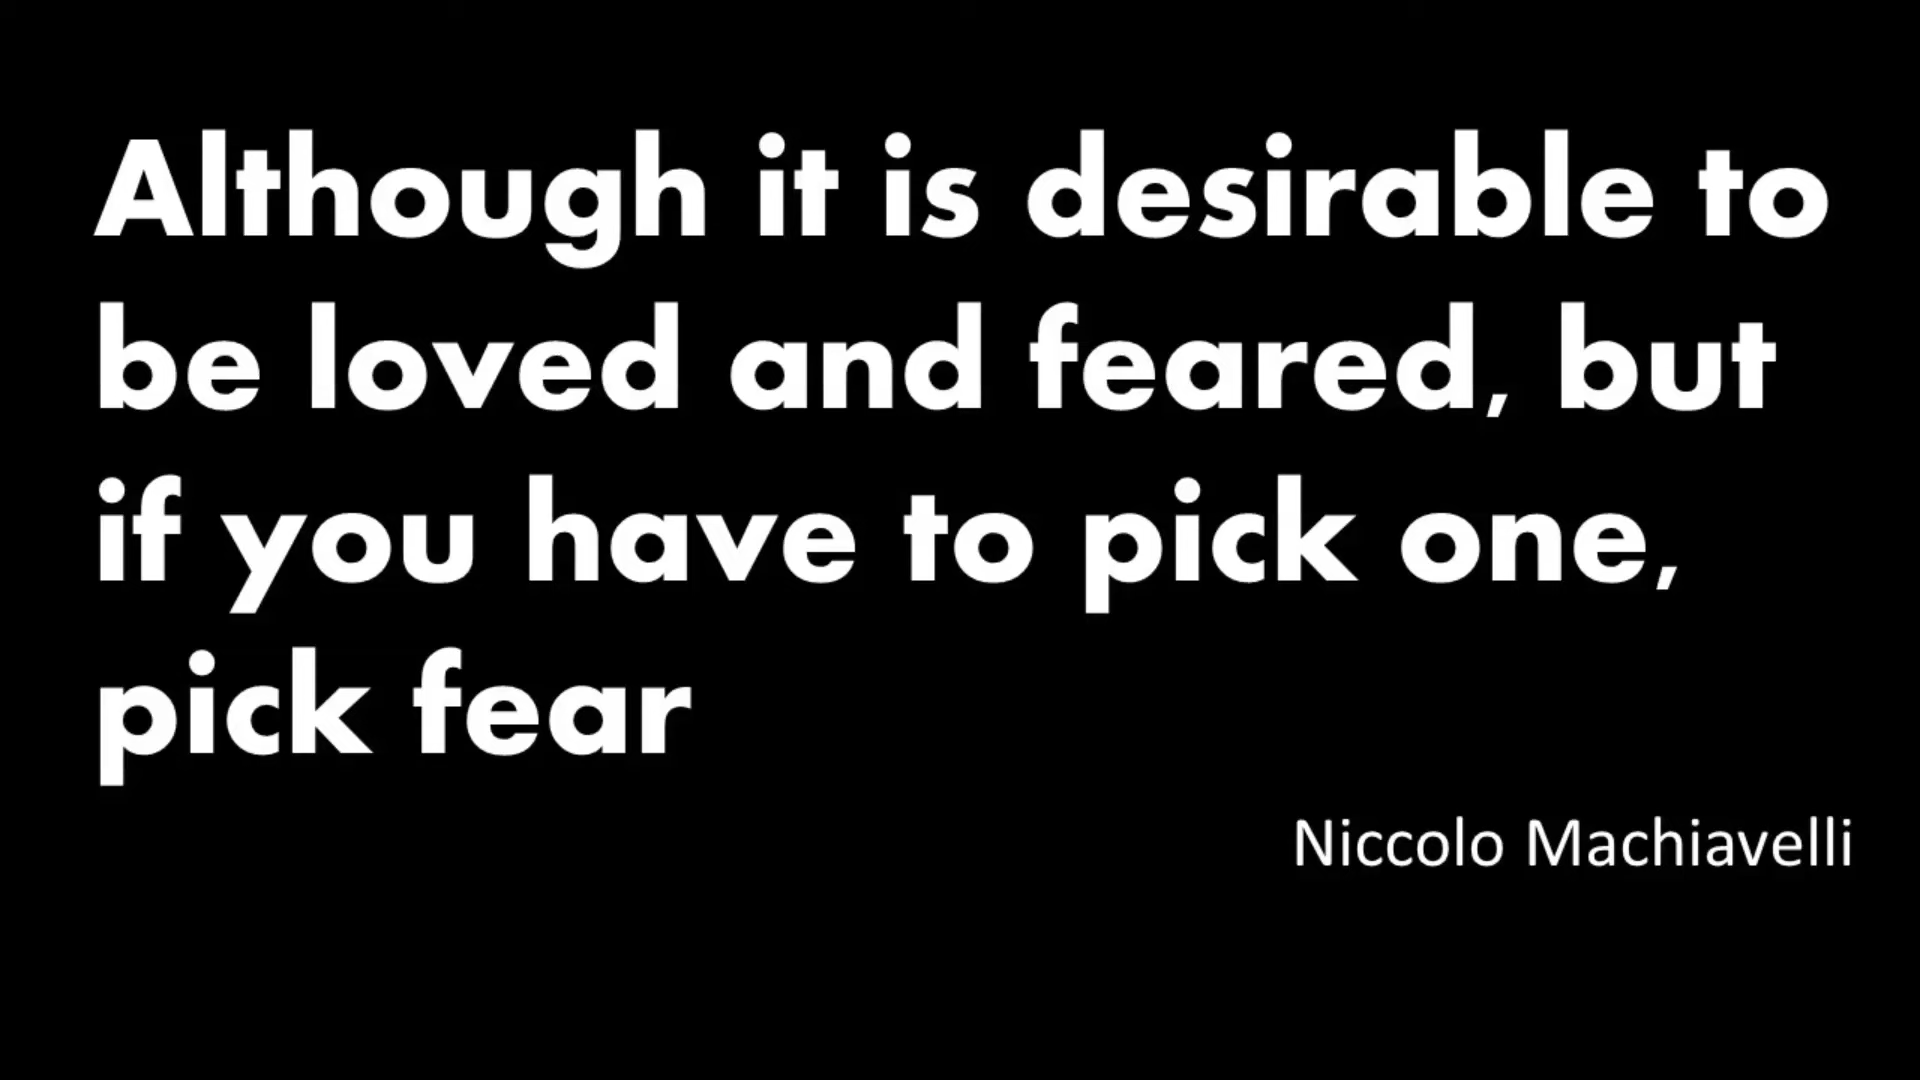 Although it is desirable to
be loved and feared, but
if you have to pick one,
pick fear
Niccolo Machiavelli